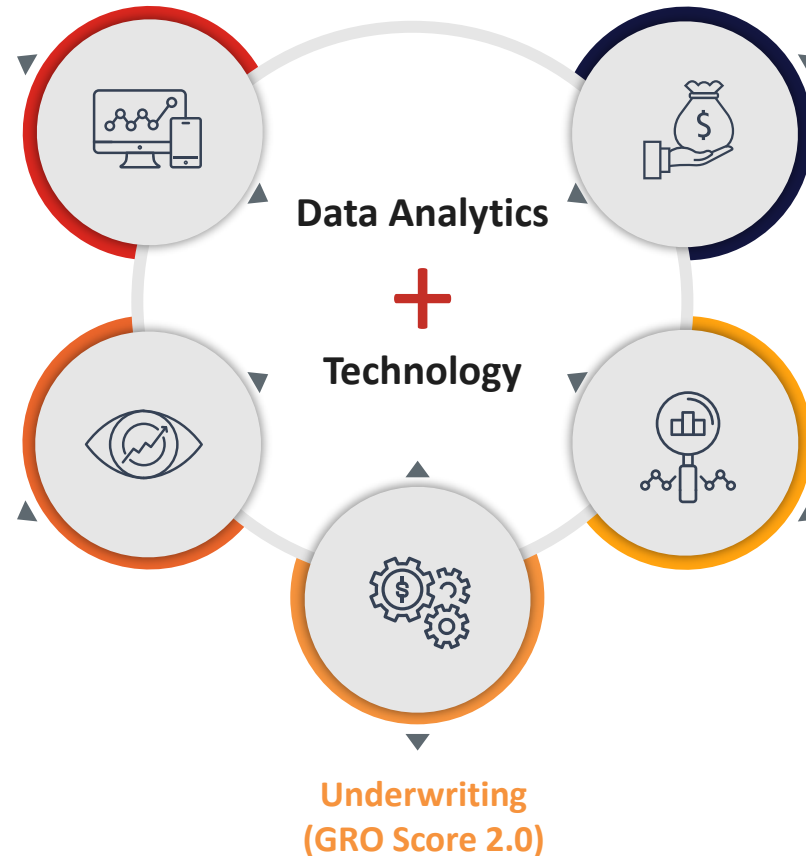 Data Analytics
+
Technology
Underwriting
(GRO Score 2.0)